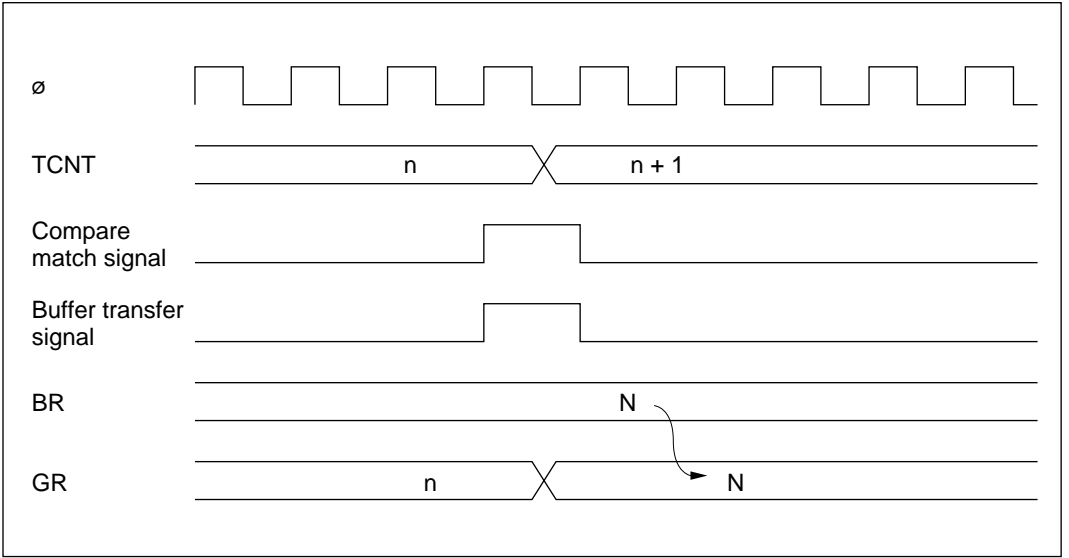 ø
TCNT n n + 1
Compare
match signal
Buffer transfer
signal
BR N
GR n N